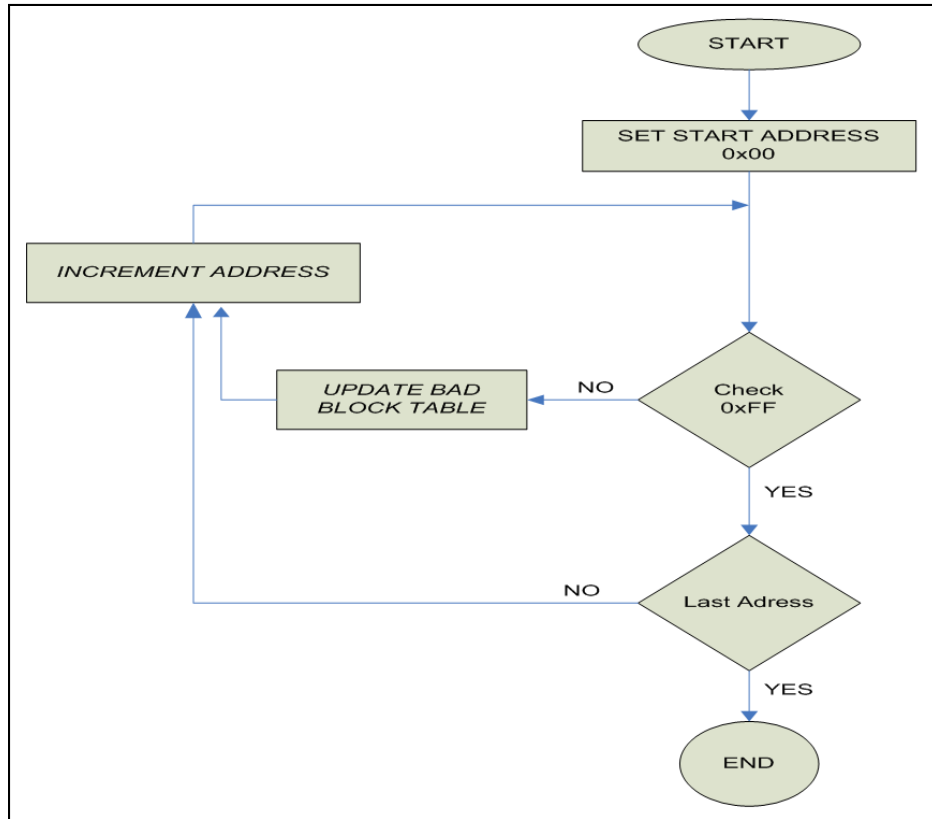 START
SET START ADDRESS
0x00
INCREMENT ADDRESS
UPDATE BAD
BLOCK TABLE
NO
Check
0xFF
YES
NO
Last Adress
YES
END